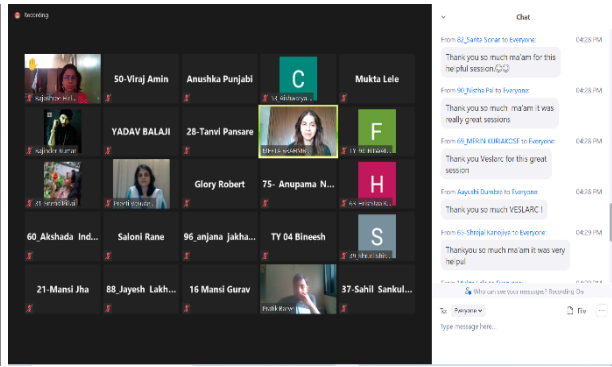 Recording
50-Viraj Amin
Anushka Punjabi
C
Mukta Lele
YADAV BALAJI
28-Tanvi Pansare
F
Glory Robert
75- Anupama N...
H
60_Akshada Ind...
Saloni Rane
96_anjana jakha...
TY 04 Bineesh
S
21-Mansi Jha
88_Jayesh Lakh...
16 Mansi Gurav
37-Sahil Sankul...
Chat
From 82_Sarita Sonar to Everyone: 04:28 PM
Thank you so much ma'am for this
helpful session.
From 90_Nistha Pal to Everyone: 04:28 PM
Thank you so much ma'am it was
really great sessions
From 69_MERIN KURIAKOSE to Everyone: 04:28 PM
Thank you Veslarc for this great
session
From Aayushi Dumbre to Everyone: 04:28 PM
Thank you so much VESLARC !
From 65-Shrejal Kanojiya to Everyone: 04:29 PM
Thankyou so much ma'am it was very
helpul
Who can see your messages? Recording On
To: Everyone
File
Type message here...